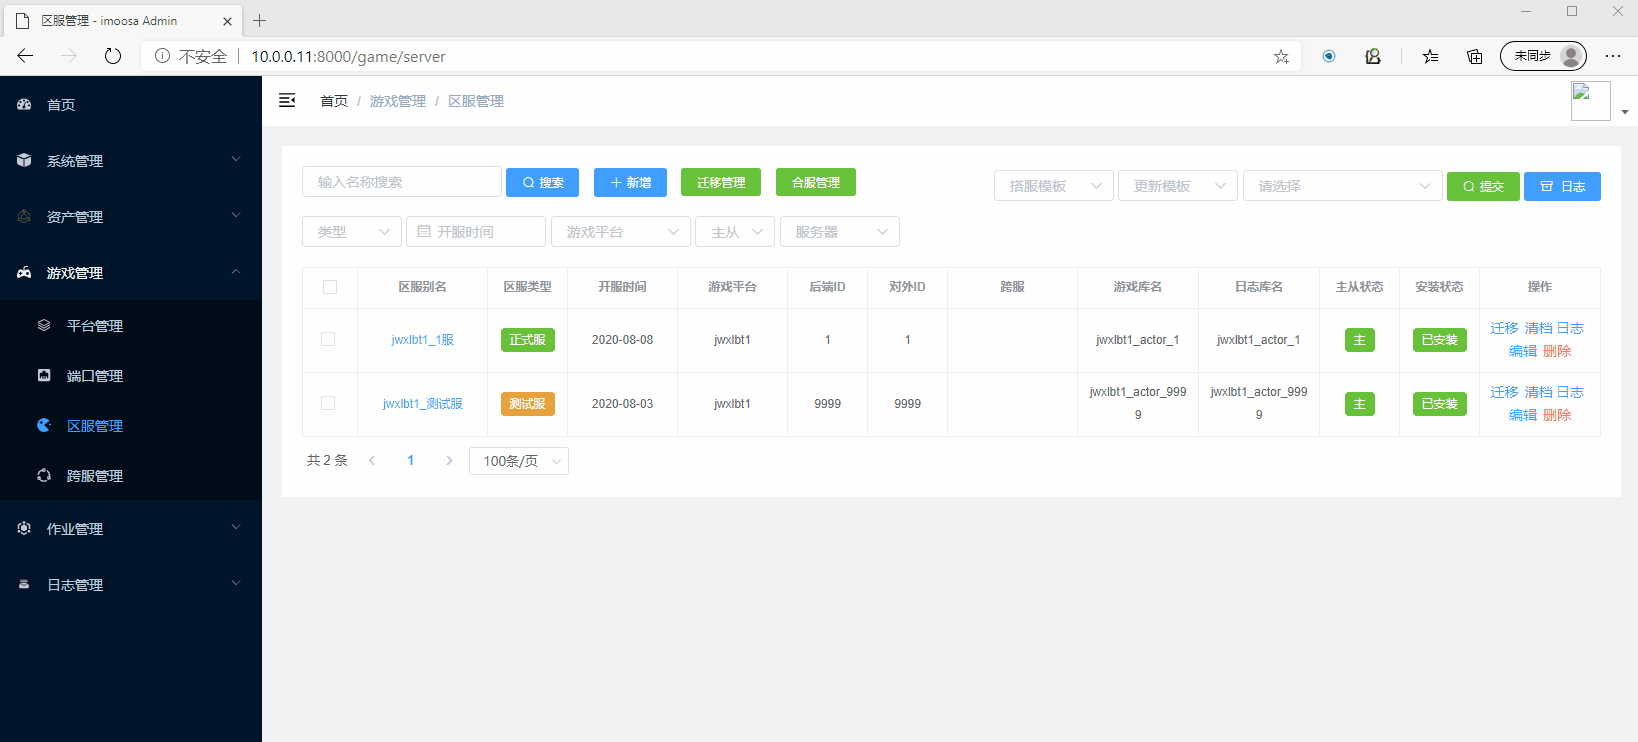 区服管理 - imoosa Admin
不安全 10.0.0.11:8000/game/server
未同步
首页
系统管理
资产管理
游戏管理
平台管理
端口管理
区服管理
跨服管理
作业管理
日志管理
首页 / 游戏管理 / 区服管理
输入名称搜索 搜索 新增 迁移管理 合服管理 搭服模板 更新模板 请选择 提交 日志
类型 开服时间 游戏平台 主从 服务器
区服别名 区服类型 开服时间 游戏平台 后端ID 对外ID 跨服 游戏库名 日志库名 主从状态 安装状态 操作
jwxlbt1_1服 正式服 2020-08-08 jwxlbt1 1 1 jwxlbt1_actor_1 jwxlbt1_actor_1 主 已安装 迁移 清档 日志
编辑 删除
jwxlbt1_测试服 测试服 2020-08-03 jwxlbt1 9999 9999 jwxlbt1_actor_999 jwxlbt1_actor_999 主 已安装 迁移 清档 日志
9 9 编辑 删除
共 2 条 1 100条/页